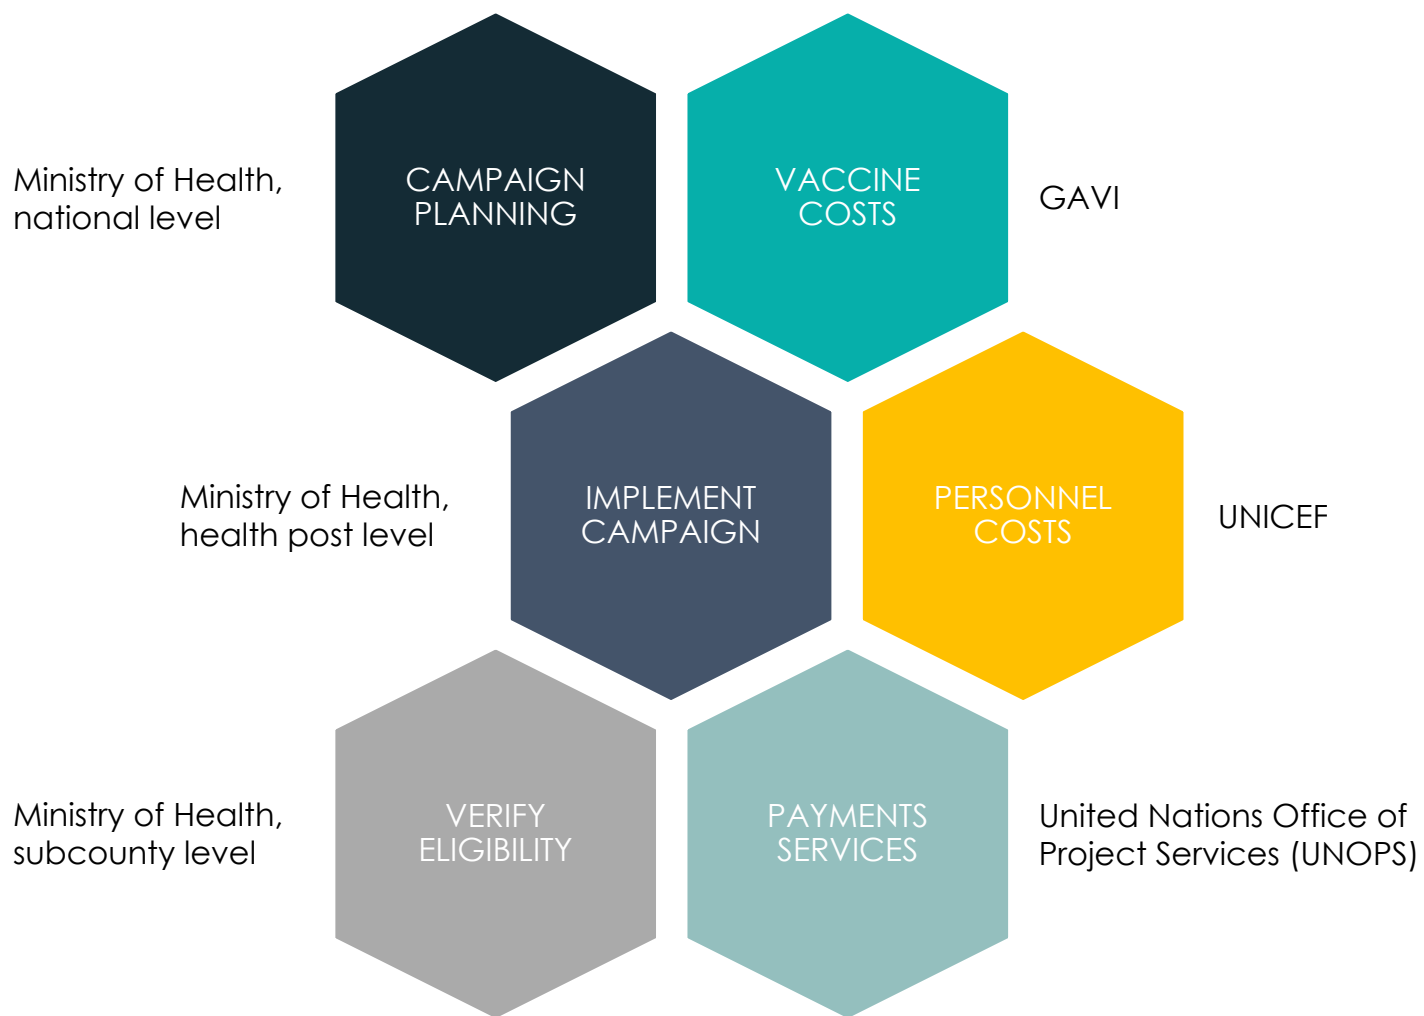 Ministry of Health,
national level
CAMPAIGN
PLANNING
VACCINE
COSTS
GAVI
Ministry of Health,
health post level
IMPLEMENT
CAMPAIGN
PERSONNEL
COSTS
UNICEF
Ministry of Health,
subcounty level
VERIFY
ELIGIBILITY
PAYMENTS
SERVICES
United Nations Office of
Project Services (UNOPS)